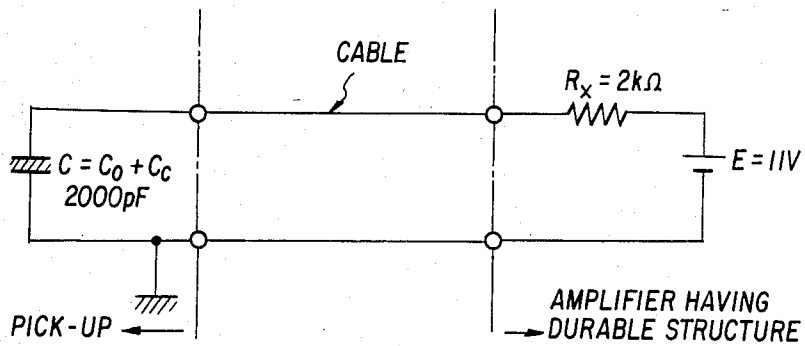 CABLE
Rx = 2kΩ
C = C0 + Cc
2000pF
E = 11V
PICK-UP
AMPLIFIER HAVING
DURABLE STRUCTURE